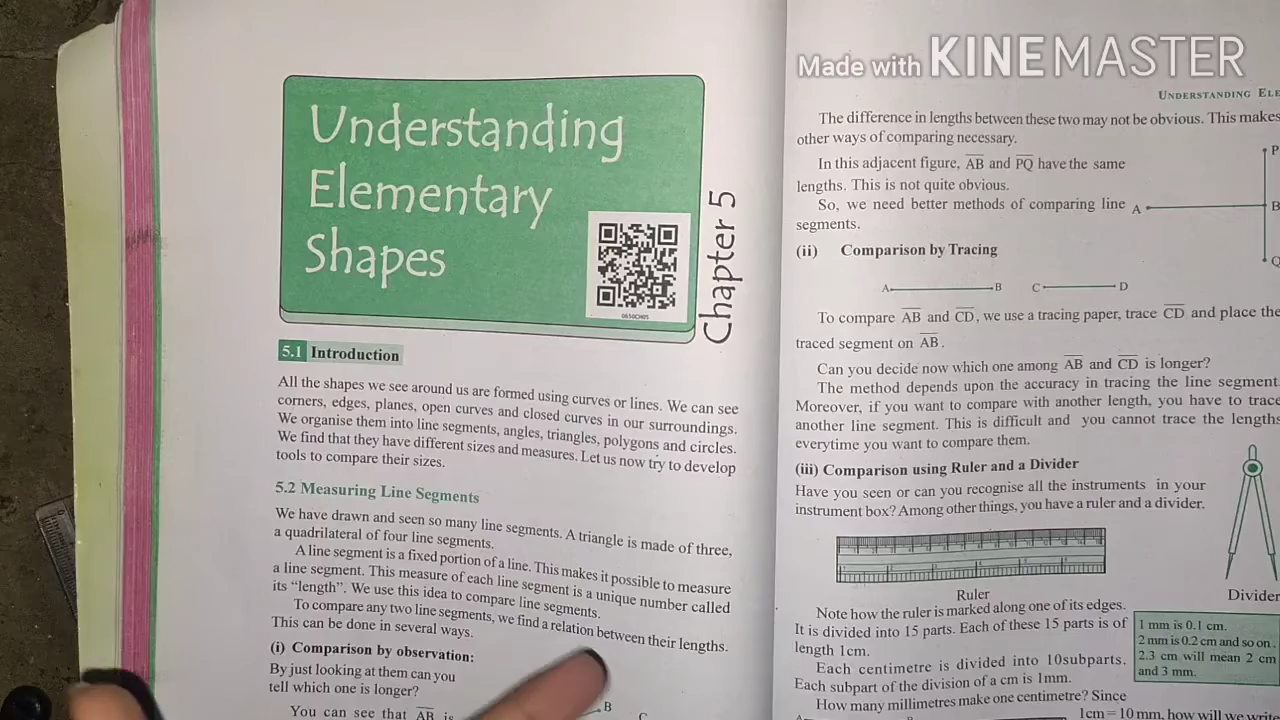 Made with KINEMASTER
Understanding
Elementary
Shapes
Chapter 5
5.1 Introduction
All the shapes we see around us are formed using curves or lines. We can see
corners, edges, planes, open curves and closed curves in our surroundings.
We organise them into line segments, angles, triangles, polygons and circles.
We find that they have different sizes and measures. Let us now try to develop
tools to compare their sizes.
5.2 Measuring Line Segments
We have drawn and seen so many line segments. A triangle is made of three,
a quadrilateral of four line segments.
A line segment is a fixed portion of a line. This makes it possible to measure
a line segment. This measure of each line segment is a unique number called
its “length”. We use this idea to compare line segments.
To compare any two line segments, we find a relation between their lengths.
This can be done in several ways.
(i) Comparison by observation:
By just looking at them can you
tell which one is longer?
You can see that AB is
B
C
UNDERSTANDING ELE
The difference in lengths between these two may not be obvious. This makes
other ways of comparing necessary.
In this adjacent figure, AB and PQ have the same
lengths. This is not quite obvious.
So, we need better methods of comparing line
segments.
P
A B
Q
(ii) Comparison by Tracing
A B C D
To compare AB and CD, we use a tracing paper, trace CD and place the
traced segment on AB.
Can you decide now which one among AB and CD is longer?
The method depends upon the accuracy in tracing the line segment.
Moreover, if you want to compare with another length, you have to trace
another line segment. This is difficult and you cannot trace the lengths
everytime you want to compare them.
(iii) Comparison using Ruler and a Divider
Have you seen or can you recognise all the instruments in your
instrument box? Among other things, you have a ruler and a divider.
Ruler
Divider
Note how the ruler is marked along one of its edges.
It is divided into 15 parts. Each of these 15 parts is of
length 1cm.
Each centimetre is divided into 10subparts.
Each subpart of the division of a cm is 1mm.
How many millimetres make one centimetre? Since
1cm = 10 mm, how will we write
1 mm is 0.1 cm.
2 mm is 0.2 cm and so on.
2.3 cm will mean 2 cm
and 3 mm.